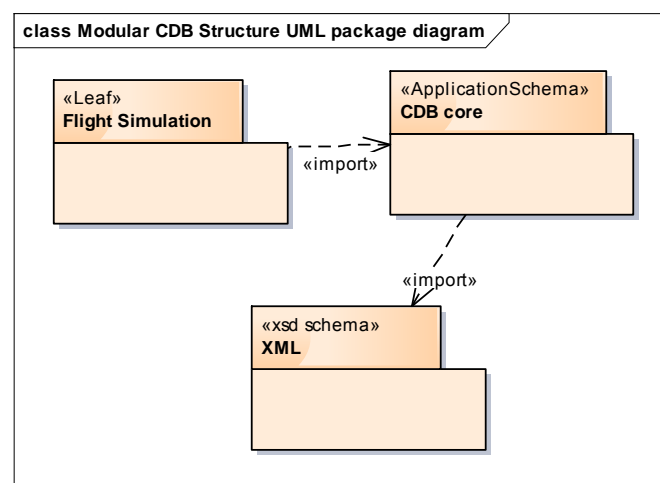 class Modular CDB Structure UML package diagram
«Leaf»
Flight Simulation
«ApplicationSchema»
CDB core
«import»
«import»
«xsd schema»
XML